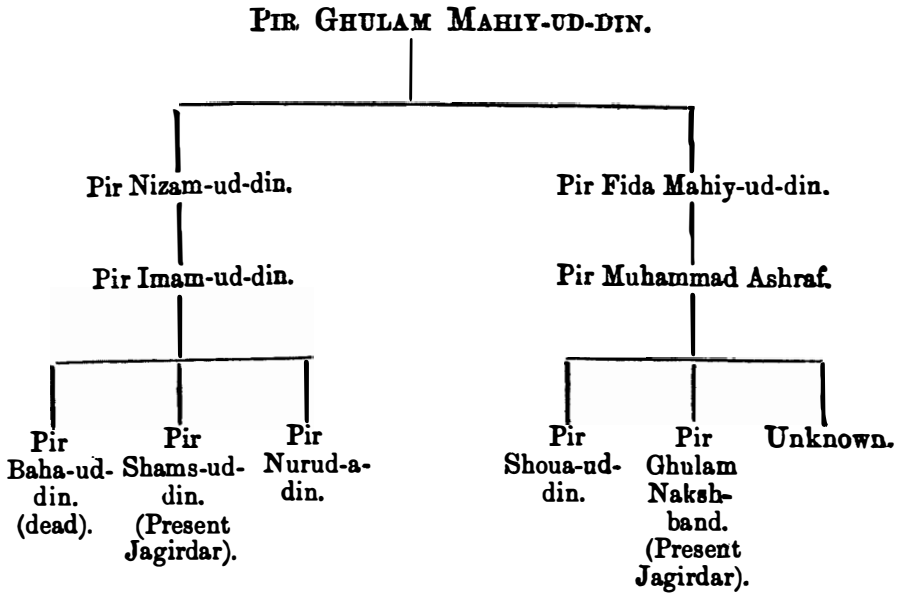 PIR GHULAM MAHIY-UD-DIN.
Pir Nizam-ud-din.
Pir Fida Mahiy-ud-din.
Pir Imam-ud-din.
Pir Muhammad Ashraf.
Pir
Baha-ud-
din.
(dead).
Pir
Shams-ud-
din.
(Present
Jagirdar).
Pir
Nurud-a-
din.
Pir
Shoua-ud-
din.
Pir
Ghulam
Naksh-
band.
(Present
Jagirdar).
Unknown.